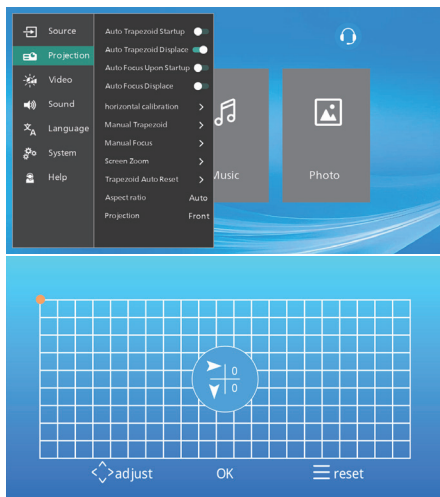 Source
Projection
Video
Sound
Language
System
Help
Auto Trapezoid Startup
Auto Trapezoid Displace
Auto Focus Upon Startup
Auto Focus Displace
horizontal calibration
Manual Trapezoid
Manual Focus
Screen Zoom
Trapezoid Auto Reset
Aspect ratio Auto
Projection Front
Music
Photo
0
0
adjust OK reset